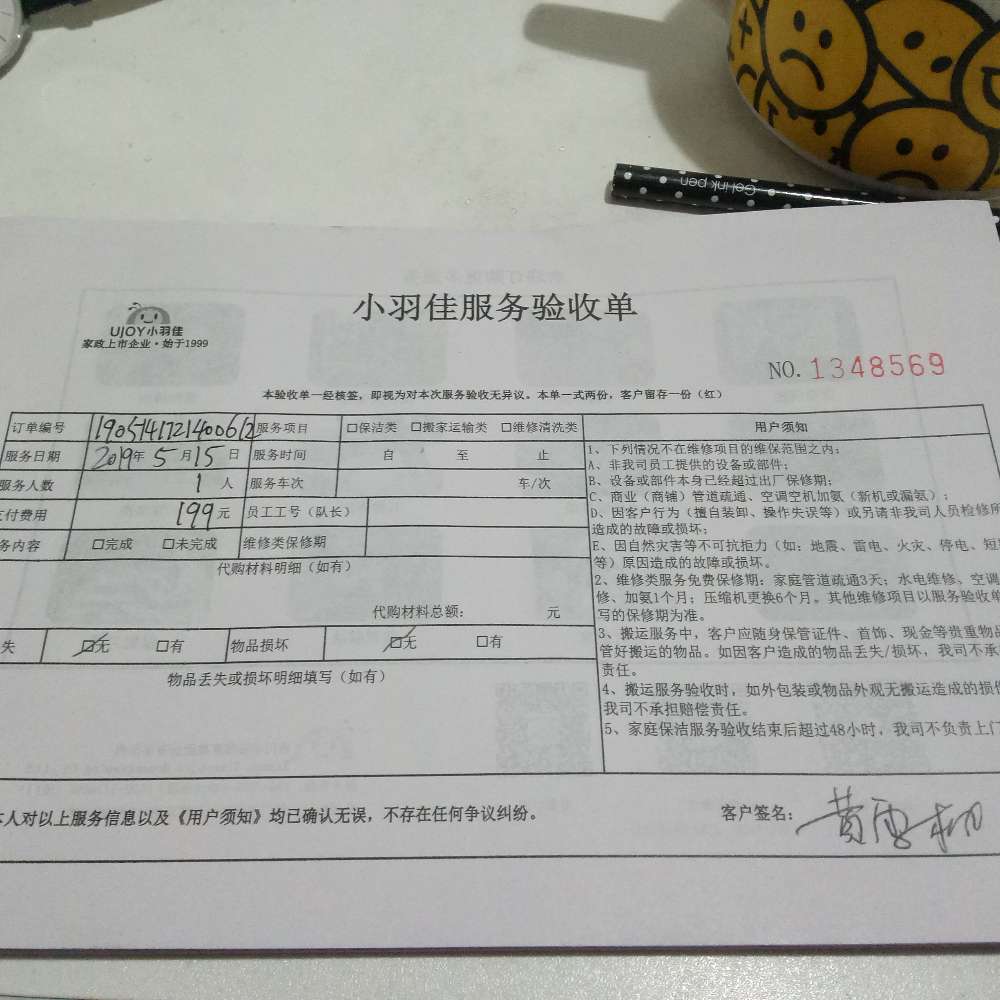 Gel ink pen
小羽佳服务验收单
UJOY小羽佳
家政上市企业·始于1999
NO.1348569
本验收单一经核签，即视为对本次服务验收无异议。本单一式两份，客户留存一份（红）
订单编号 服务项目 □保洁类 □搬家运输类 □维修清洗类 用户须知
服务日期 2019年5月15日 服务时间 自 至 止
服务人数 1 人 服务车次 车/次
支付费用 199元 员工工号（队长）
务内容 □完成 □未完成 维修类保修期
代购材料明细（如有）
代购材料总额： 元
失 □无 □有 物品损坏 □无 □有
物品丢失或损坏明细填写（如有）
1、下列情况不在维修项目的维保范围之内：
A、非我司员工提供的设备或部件；
B、设备或部件本身已经超过出厂保修期；
C、商业（商铺）管道疏通、空调空机加氨（新机或漏氨）；
D、因客户行为（擅自装卸、操作失误等）或另请非我司人员检修所
造成的故障或损坏；
E、因自然灾害等不可抗拒力（如：地震、雷电、火灾、停电、短
等）原因造成的故障或损坏。
2、维修类服务免费保修期：家庭管道疏通3天；水电维修、空调
修、加氨1个月；压缩机更换6个月。其他维修项目以服务验收单
写的保修期为准。
3、搬运服务中，客户应随身保管证件、首饰、现金等贵重物品
管好搬运的物品。如因客户造成的物品丢失/损坏，我司不承
责任。
4、搬运服务验收时，如外包装或物品外观无搬运造成的损
我司不承担赔偿责任。
5、家庭保洁服务验收结束后超过48小时，我司不负责上门
本人对以上服务信息以及《用户须知》均已确认无误，不存在任何争议纠纷。
客户签名：